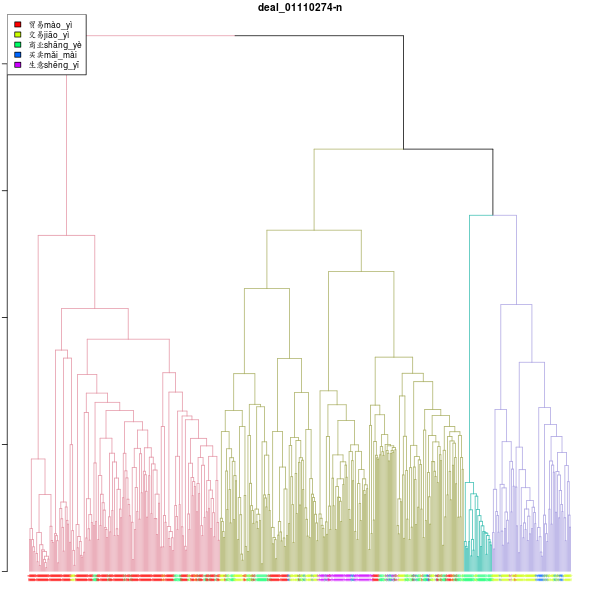 deal_01110274-n
贸易mào_yì
交易jiāo_yì
商业shāng_yè
买卖mǎi_mài
生意shēng_yī